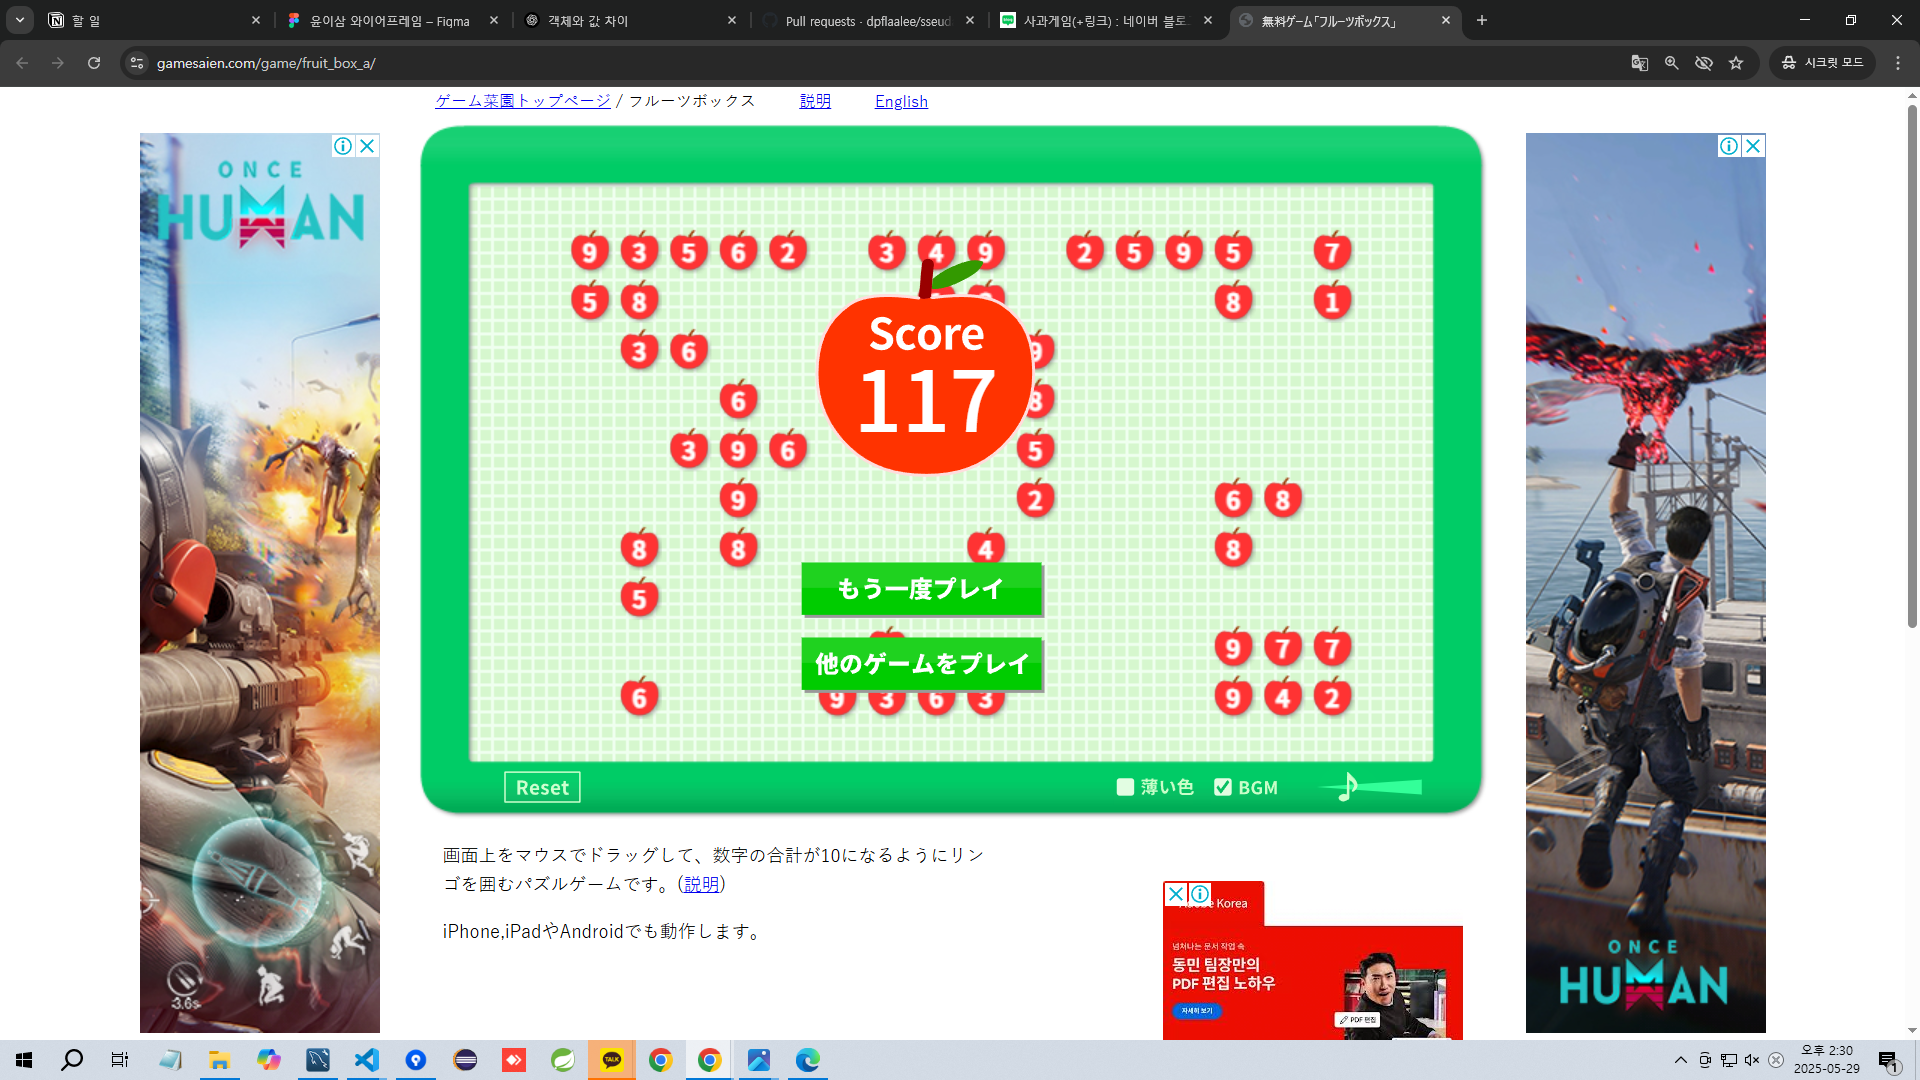 할 일
윤이삼 와이어프레임 – Figma
객체와 값 차이
Pull requests · dpflaalee/sseud
사과게임(+링크) : 네이버 블로
無料ゲーム「フルーツボックス」
gamesaien.com/game/fruit_box_a/
시크릿 모드
ゲーム菜園トップページ / フルーツボックス 説明 English
ONCE
HUMAN
3.6s
9 3 5 6 2 3 4 9 2 5 9 5 7
5 8 8 1
3 6 9
6 8
3 9 6 5
9 2 6 8
8 8 4 8
5
9 7 7
6 9 3 6 3 9 4 2
Score
117
もう一度プレイ
他のゲームをプレイ
Reset
薄い色
BGM
画面上をマウスでドラッグして、数字の合計が10になるようにリン
ゴを囲むパズルゲームです。(説明)
iPhone,iPadやAndroidでも動作します。
Korea
넘쳐나는 문서 작업 속
동민 팀장만의
PDF 편집 노하우
자세히 보기
PDF 편집
ONCE
HUMAN
TALK
오후 2:30
2025-05-29
1